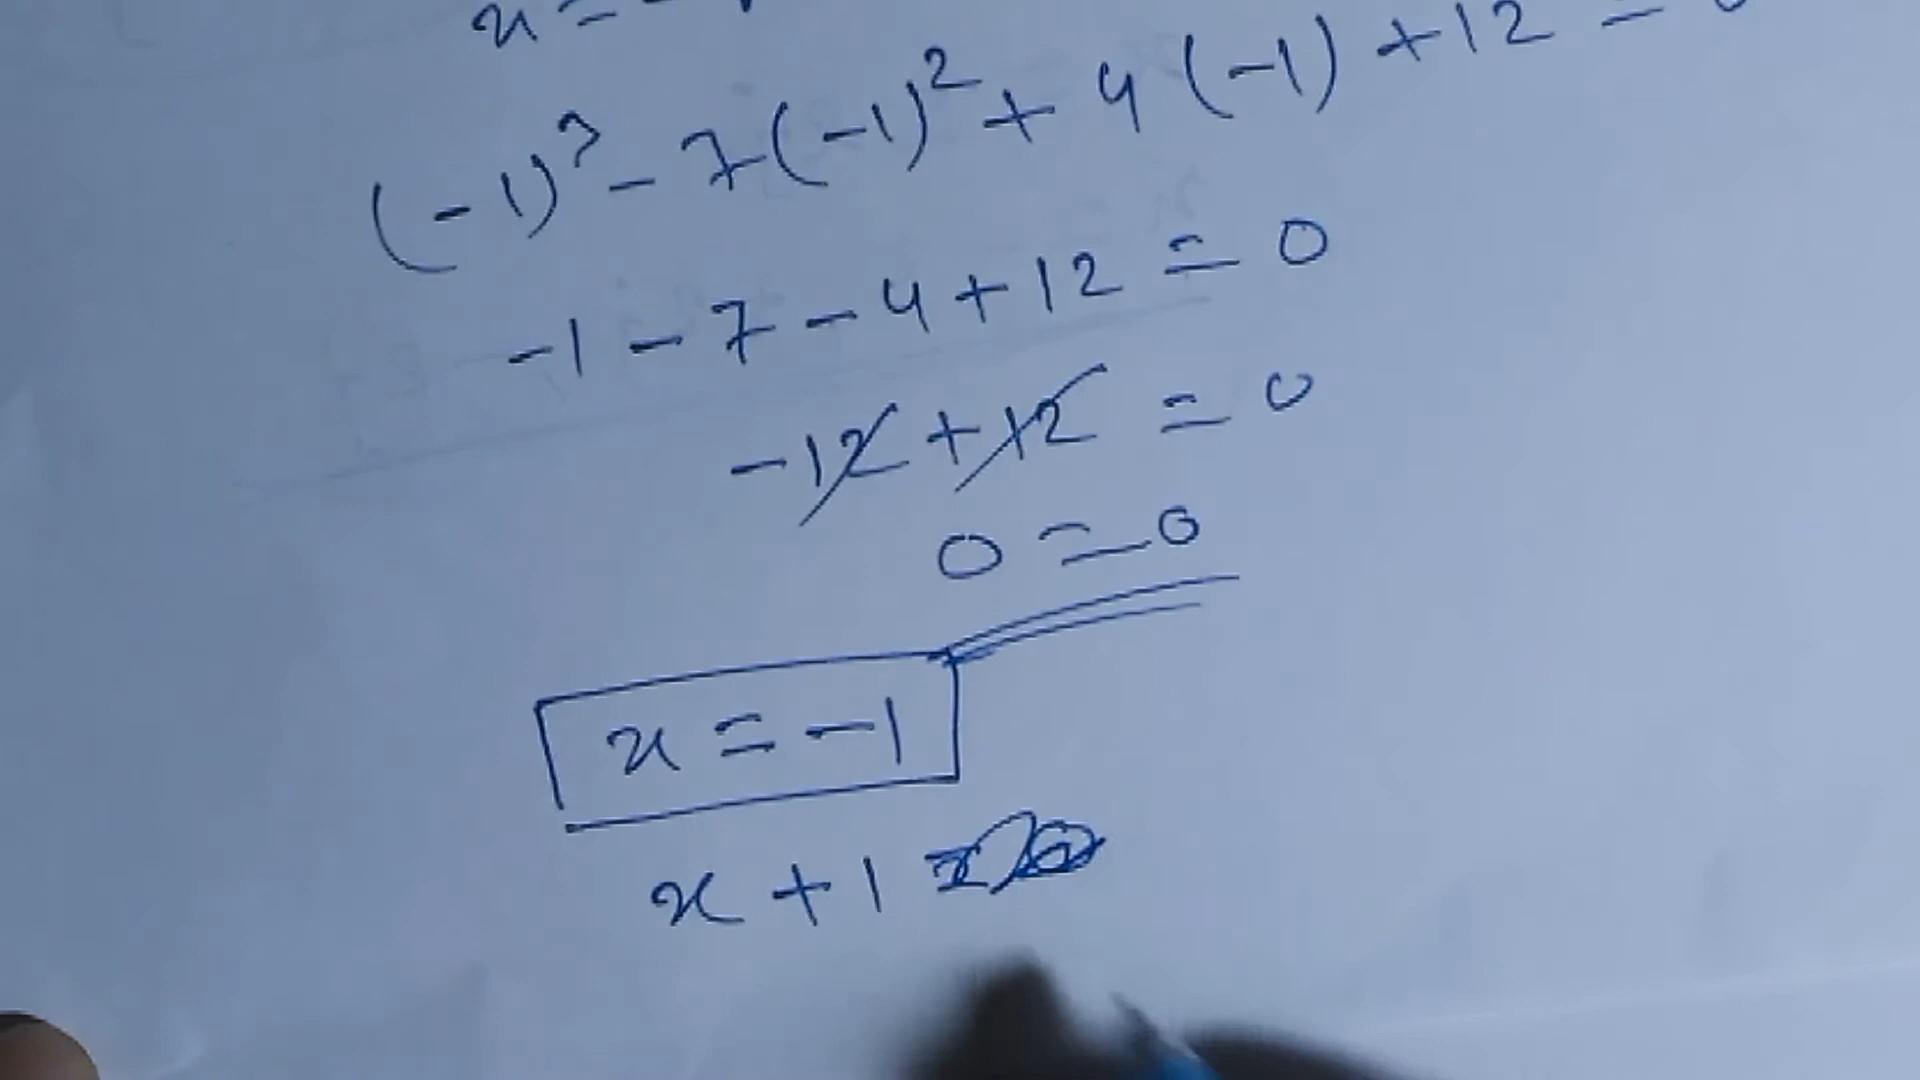 x = -1
(-1)³ - 7(-1)² + 4(-1) + 12 = 0
-1 - 7 - 4 + 12 = 0
-12 + 12 = 0
0 = 0
x = -1
x + 1